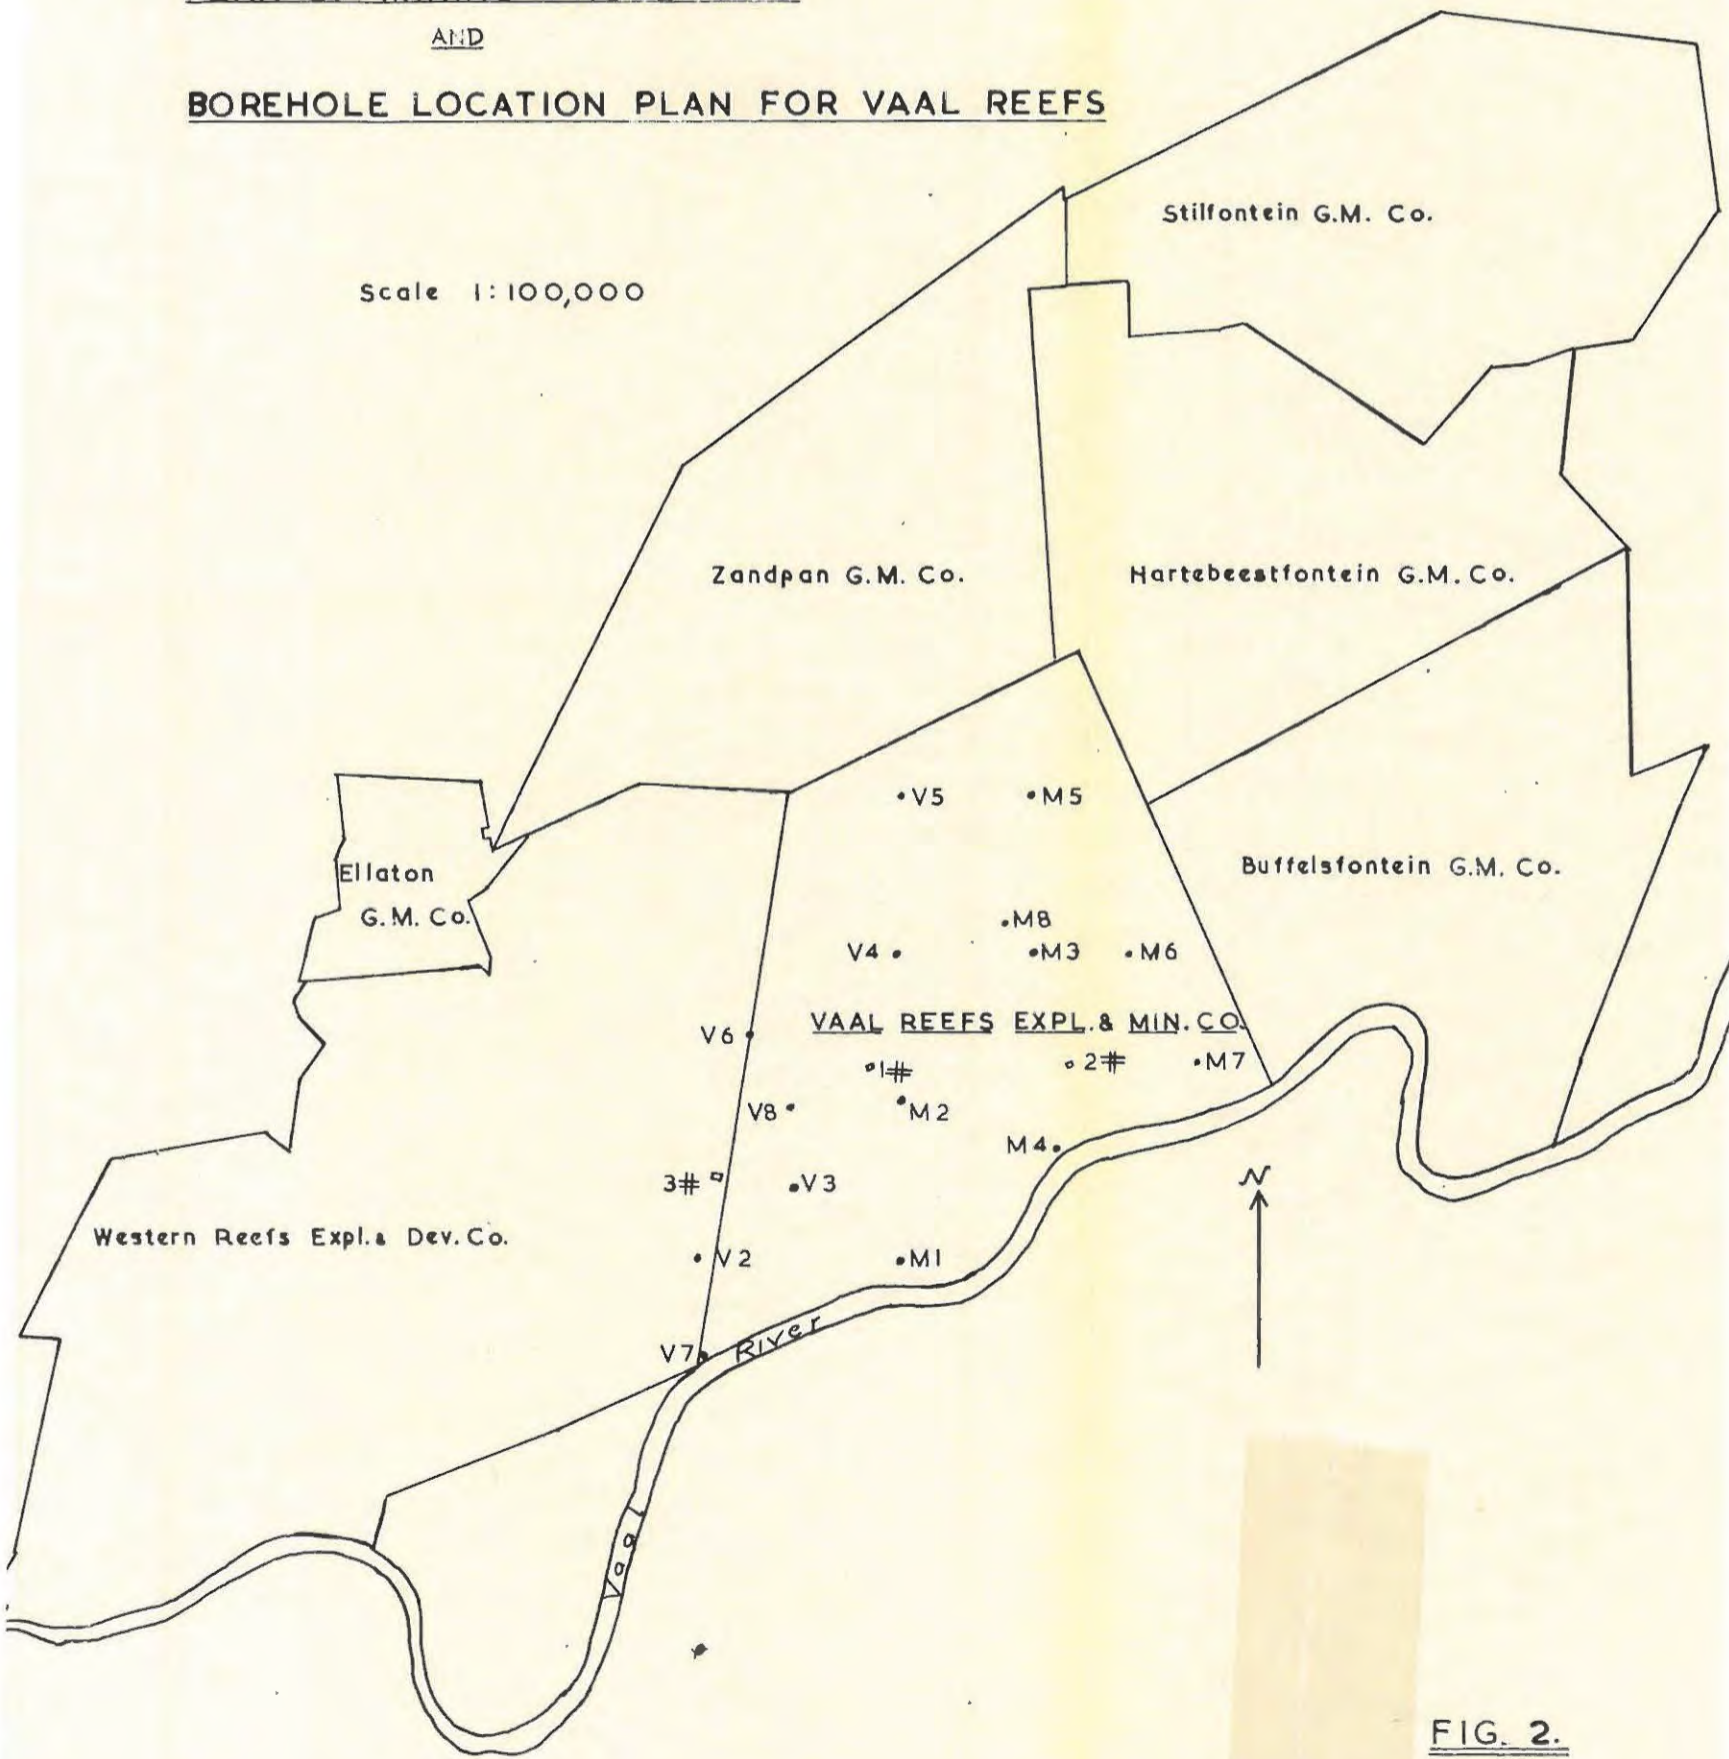 AND
BOREHOLE LOCATION PLAN FOR VAAL REEFS
Stilfontein G.M. Co.
Scale 1:100,000
Zandpan G.M. Co.
Hartebeestfontein G.M. Co.
•V5
•M5
Ellaton
G.M. Co.
Buffelsfontein G.M. Co.
•M8
V4 •
•M3
•M6
V6
VAAL REEFS EXPL. & MIN. CO.
1#
2#
•M7
V8 •
•M2
M4.
N
3#
•V3
Western Reefs Expl. & Dev. Co.
• V2
•M1
V7
River
Vaal
FIG. 2.